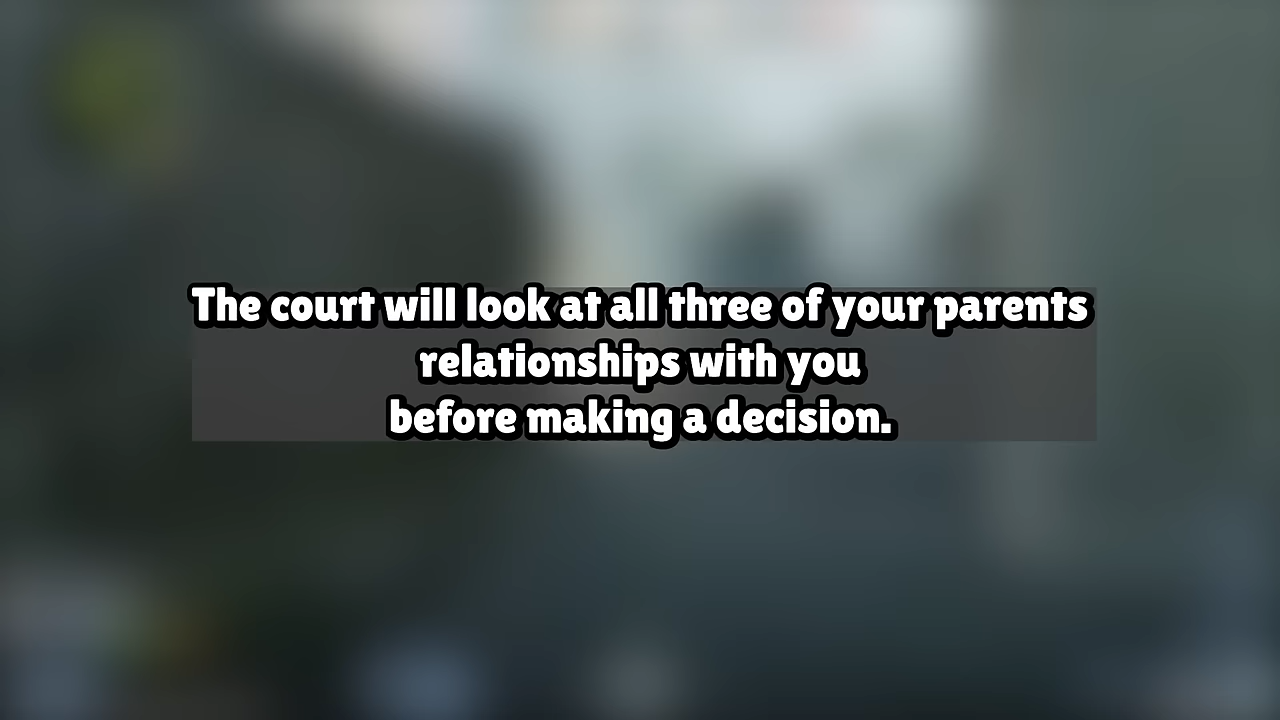 The court will look at all three of your parents
relationships with you
before making a decision.